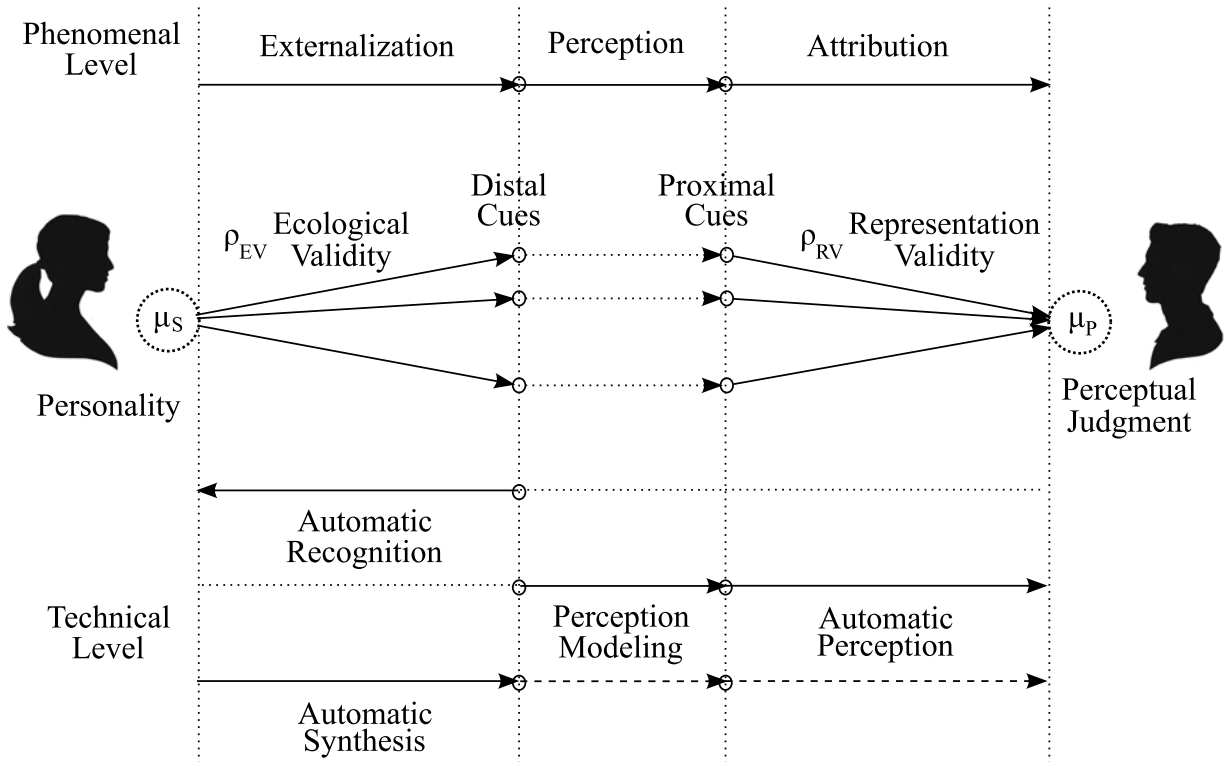 Phenomenal
Level
Externalization
Perception
Attribution
Distal
Cues
Proximal
Cues
ρEV
Ecological
Validity
ρRV
Representation
Validity
μS
μP
Personality
Perceptual
Judgment
Automatic
Recognition
Technical
Level
Perception
Modeling
Automatic
Perception
Automatic
Synthesis